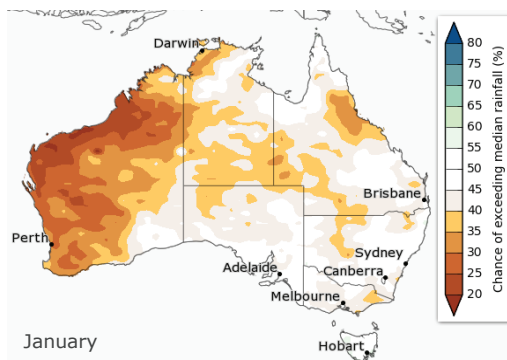 Darwin
Brisbane
Perth
Sydney
Adelaide
Canberra
Melbourne
Hobart
January
80
75
70
65
60
55
50
45
40
35
30
25
20
Chance of exceeding median rainfall (%)